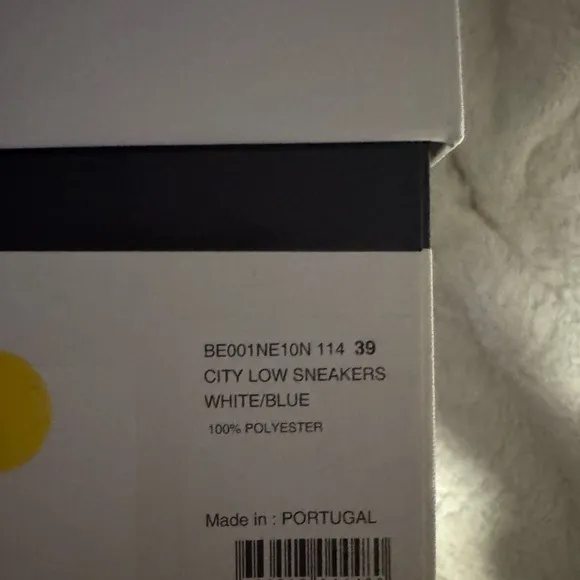 BE001NE10N 114 39
CITY LOW SNEAKERS
WHITE/BLUE
100% POLYESTER
Made in : PORTUGAL